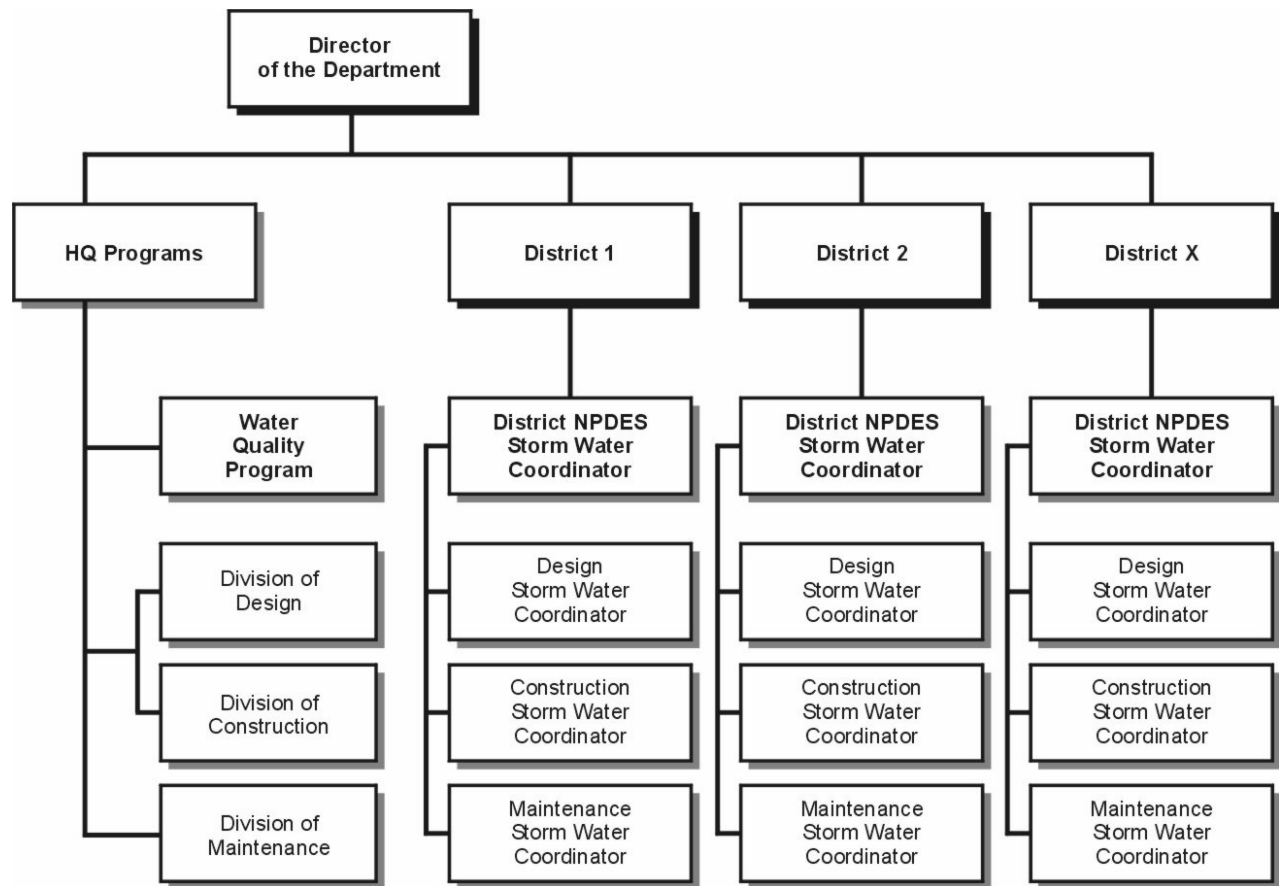 Director
of the Department
HQ Programs
District 1
District 2
District X
Water
Quality
Program
District NPDES
Storm Water
Coordinator
District NPDES
Storm Water
Coordinator
District NPDES
Storm Water
Coordinator
Division of
Design
Design
Storm Water
Coordinator
Design
Storm Water
Coordinator
Design
Storm Water
Coordinator
Division of
Construction
Construction
Storm Water
Coordinator
Construction
Storm Water
Coordinator
Construction
Storm Water
Coordinator
Division of
Maintenance
Maintenance
Storm Water
Coordinator
Maintenance
Storm Water
Coordinator
Maintenance
Storm Water
Coordinator